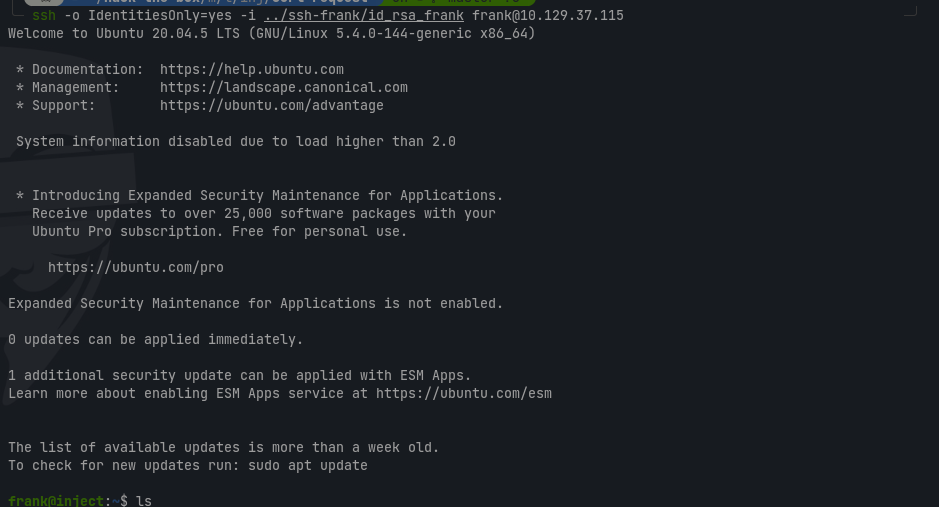 ssh -o IdentitiesOnly=yes -i ../ssh-frank/id_rsa_frank frank@10.129.37.115
Welcome to Ubuntu 20.04.5 LTS (GNU/Linux 5.4.0-144-generic x86_64)
* Documentation: https://help.ubuntu.com
* Management: https://landscape.canonical.com
* Support: https://ubuntu.com/advantage
System information disabled due to load higher than 2.0
* Introducing Expanded Security Maintenance for Applications.
Receive updates to over 25,000 software packages with your
Ubuntu Pro subscription. Free for personal use.
https://ubuntu.com/pro
Expanded Security Maintenance for Applications is not enabled.
0 updates can be applied immediately.
1 additional security update can be applied with ESM Apps.
Learn more about enabling ESM Apps service at https://ubuntu.com/esm
The list of available updates is more than a week old.
To check for new updates run: sudo apt update
frank@inject:~$ ls